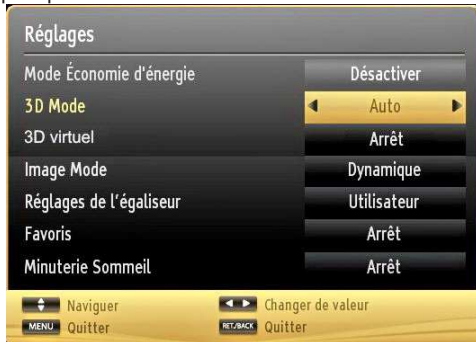 Réglages
Mode Économie d'énergie Désactiver
3D Mode Auto
3D virtuel Arrêt
Image Mode Dynamique
Réglages de l'égaliseur Utilisateur
Favoris Arrêt
Minuterie Sommeil Arrêt
Naviguer Changer de valeur
MENU Quitter RET./BACK Quitter